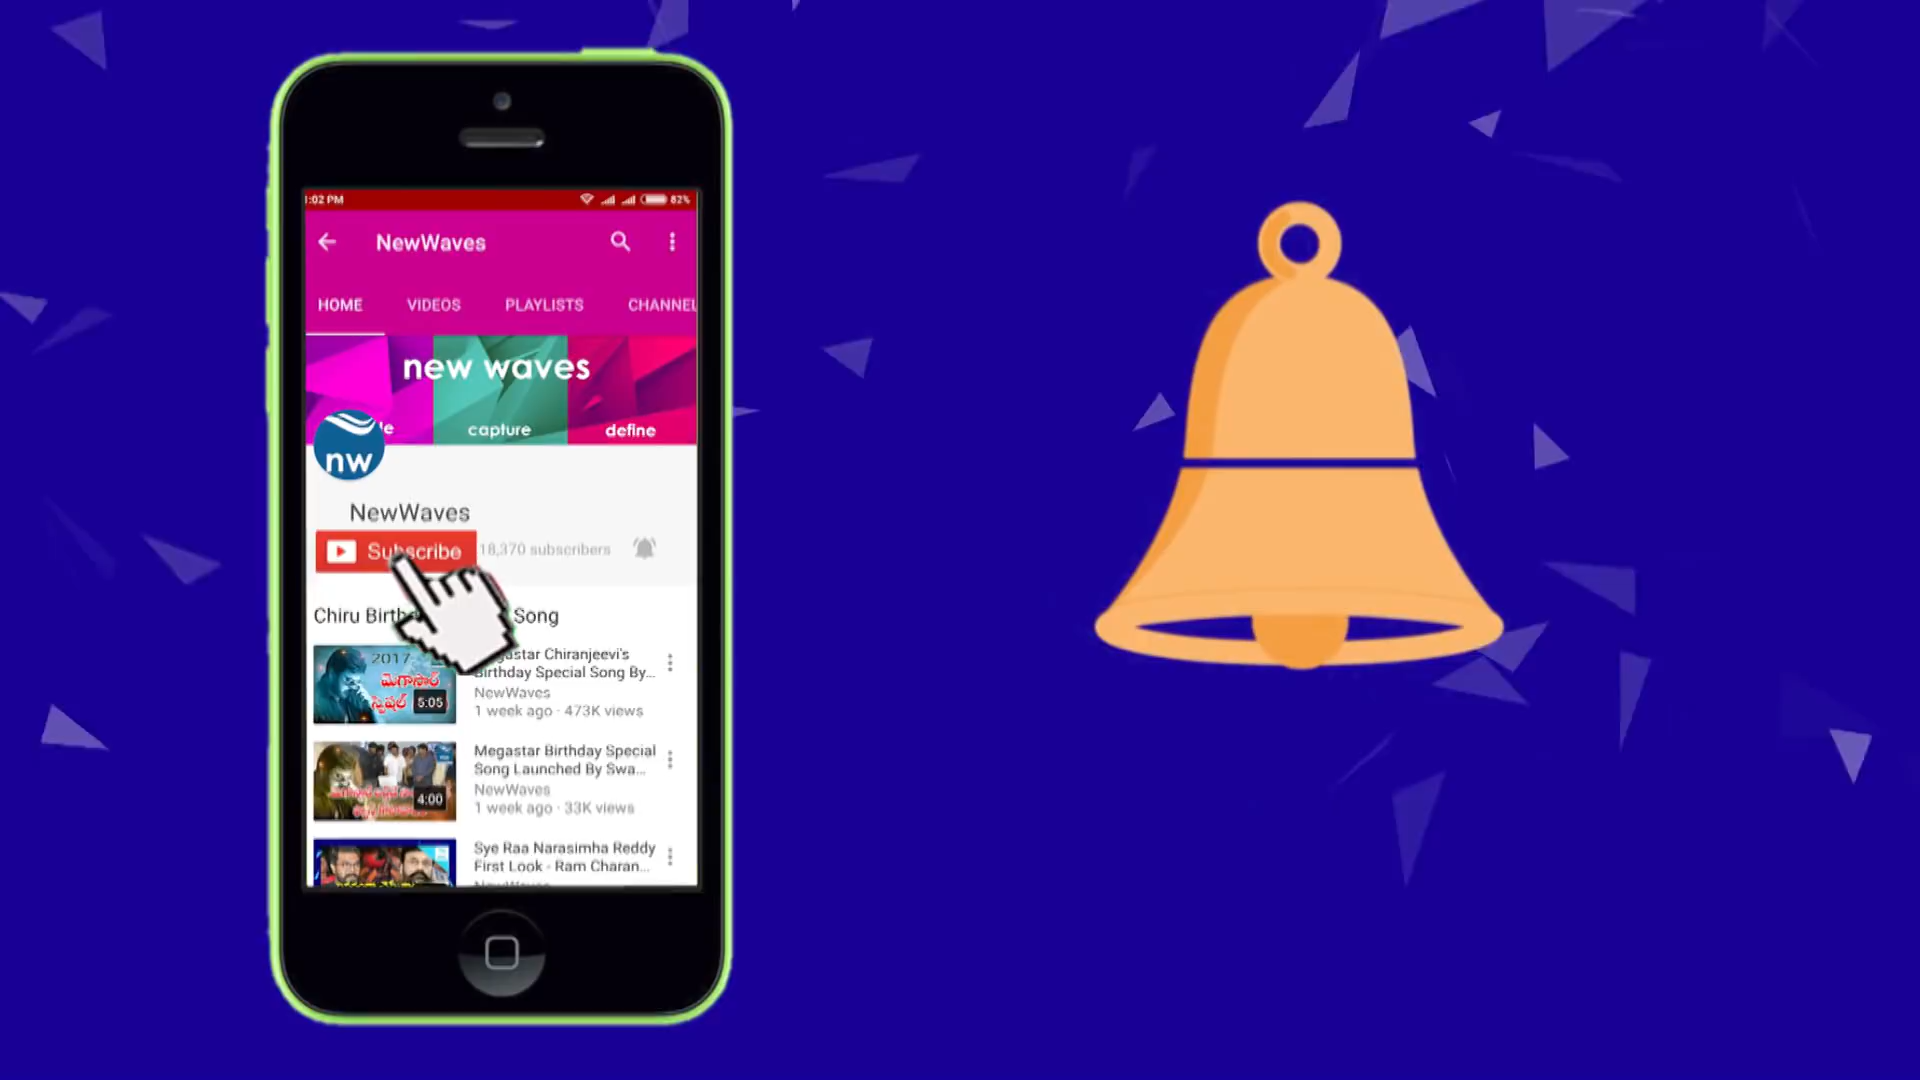 1:02 PM
82%
NewWaves
HOME VIDEOS PLAYLISTS CHANNEL
new waves
capture define
nw
NewWaves
Subscribe 18,370 subscribers
Song
2017
మెగాస్టార్
స్పెషల్
5:05
Chiranjeevi's
Birthday Special Song By...
NewWaves
1 week ago · 473K views
Megastar Birthday Special
Song Launched By Swa...
4:00
NewWaves
1 week ago · 33K views
Sye Raa Narasimha Reddy
First Look - Ram Charan...